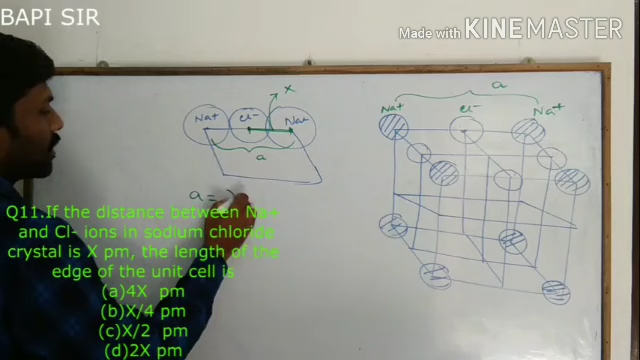 BAPI SIR
Made with KINEMASTER
x
Na+ Cl- Na+
a
a =
a
Na+ Cl- Na+
Q11.If the distance between Na+
and Cl- ions in sodium chloride
crystal is X pm, the length of the
edge of the unit cell is
(a)4X pm
(b)X/4 pm
(c)X/2 pm
(d)2X pm